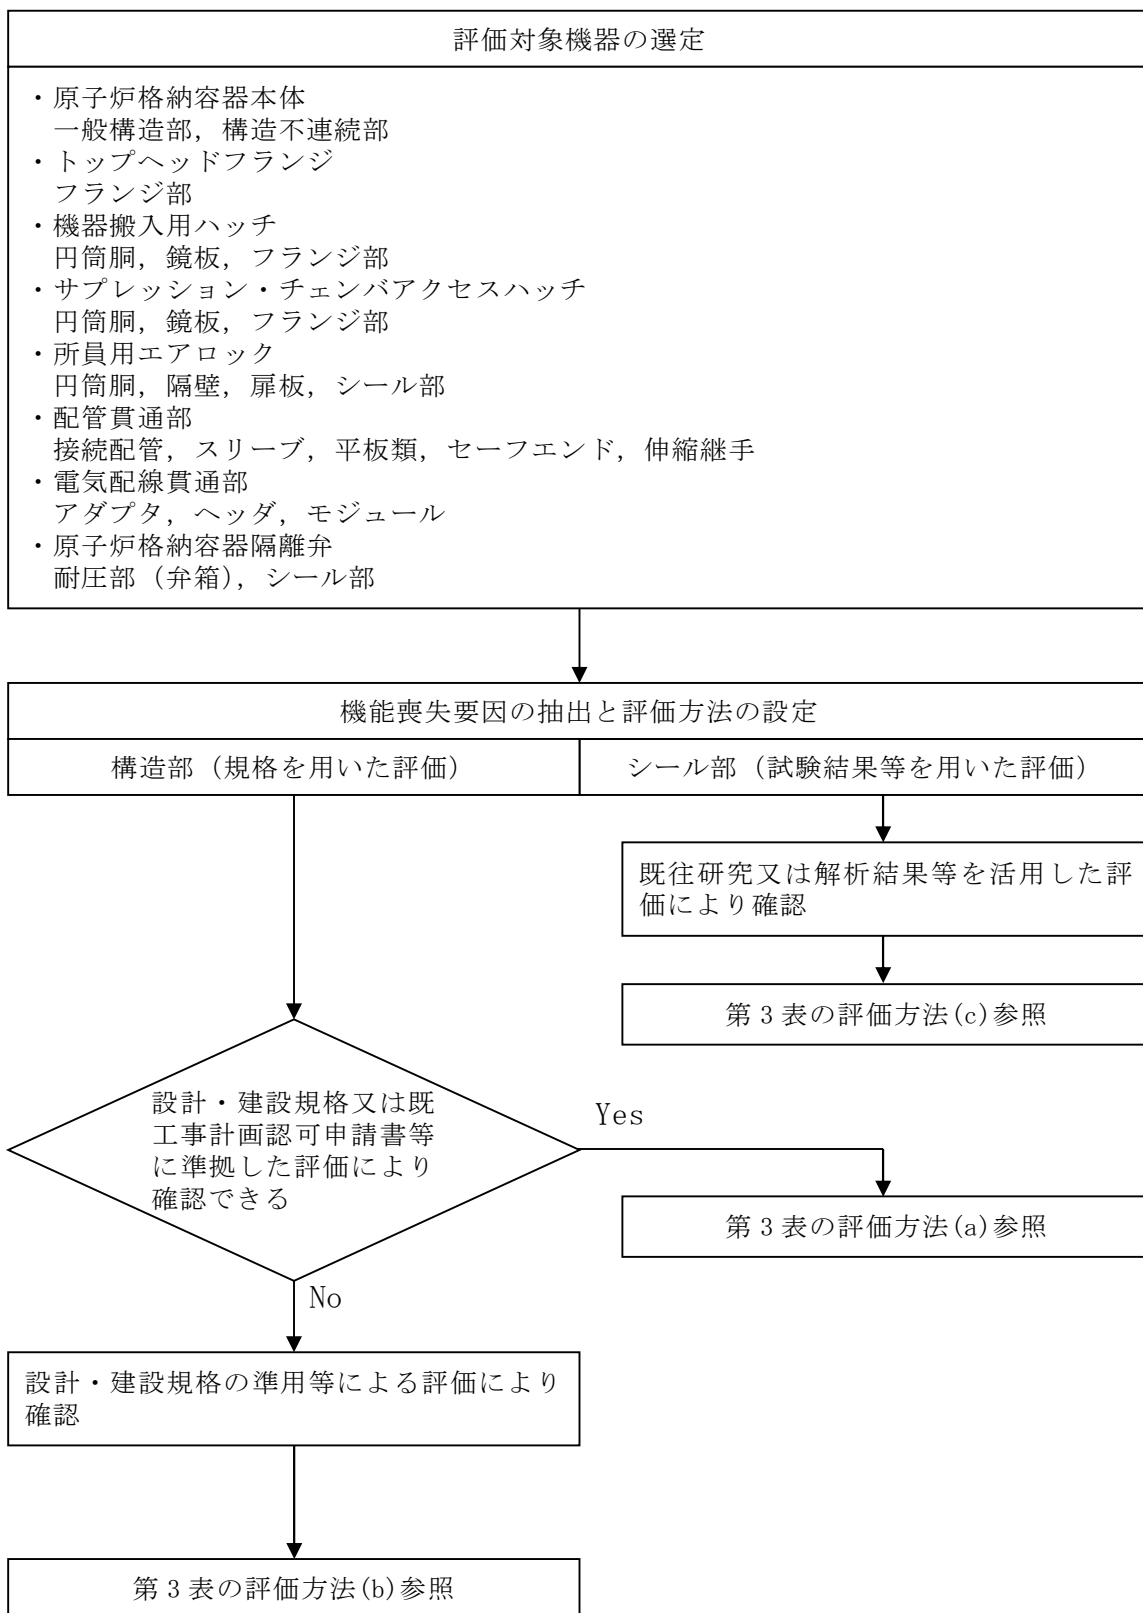 評価対象機器の選定
・原子炉格納容器本体
一般構造部，構造不連続部
・トップヘッドフランジ
フランジ部
・機器搬入用ハッチ
円筒胴，鏡板，フランジ部
・サプレッション・チェンバアクセスハッチ
円筒胴，鏡板，フランジ部
・所員用エアロック
円筒胴，隔壁，扉板，シール部
・配管貫通部
接続配管，スリーブ，平板類，セーフエンド，伸縮継手
・電気配線貫通部
アダプタ，ヘッダ，モジュール
・原子炉格納容器隔離弁
耐圧部（弁箱），シール部
機能喪失要因の抽出と評価方法の設定
構造部（規格を用いた評価）
シール部（試験結果等を用いた評価）
既往研究又は解析結果等を活用した評
価により確認
第3表の評価方法(c)参照
設計・建設規格又は既
工事計画認可申請書等
に準拠した評価により
確認できる
Yes
第3表の評価方法(a)参照
No
設計・建設規格の準用等による評価により
確認
第3表の評価方法(b)参照